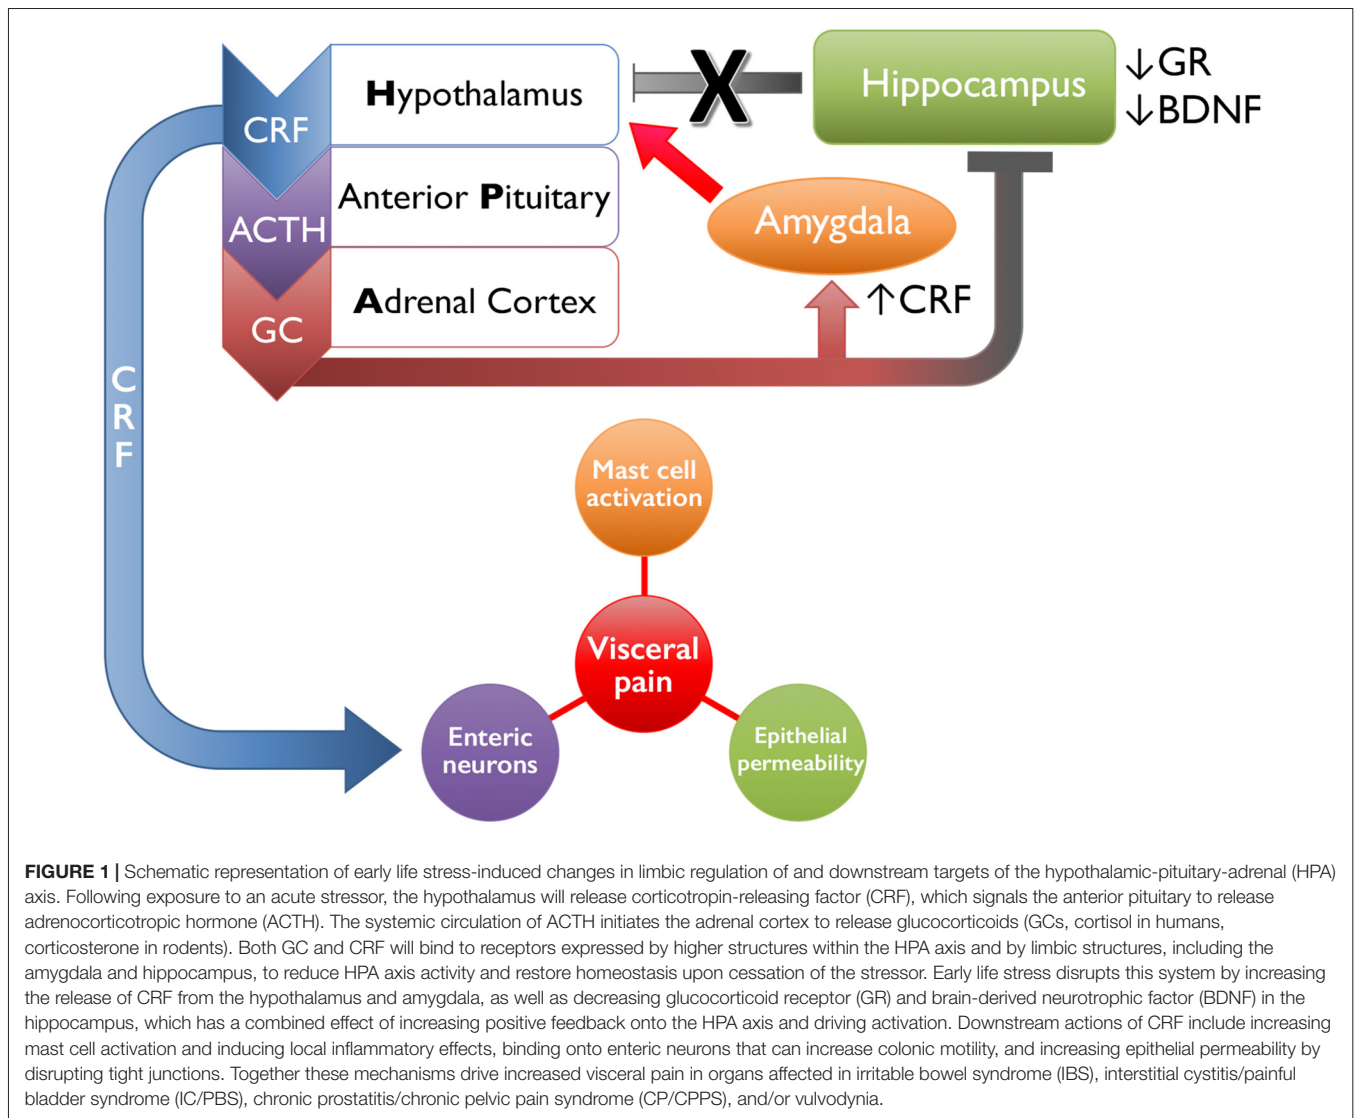 Hypothalamus
X
Hippocampus
↓GR
↓BDNF
CRF
Anterior Pituitary
ACTH
Amygdala
Adrenal Cortex
GC
↑CRF
C
R
F
Mast cell
activation
Visceral
pain
Enteric
neurons
Epithelial
permeability
FIGURE 1 | Schematic representation of early life stress-induced changes in limbic regulation of and downstream targets of the hypothalamic-pituitary-adrenal (HPA)
axis. Following exposure to an acute stressor, the hypothalamus will release corticotropin-releasing factor (CRF), which signals the anterior pituitary to release
adrenocorticotropic hormone (ACTH). The systemic circulation of ACTH initiates the adrenal cortex to release glucocorticoids (GCs, cortisol in humans,
corticosterone in rodents). Both GC and CRF will bind to receptors expressed by higher structures within the HPA axis and by limbic structures, including the
amygdala and hippocampus, to reduce HPA axis activity and restore homeostasis upon cessation of the stressor. Early life stress disrupts this system by increasing
the release of CRF from the hypothalamus and amygdala, as well as decreasing glucocorticoid receptor (GR) and brain-derived neurotrophic factor (BDNF) in the
hippocampus, which has a combined effect of increasing positive feedback onto the HPA axis and driving activation. Downstream actions of CRF include increasing
mast cell activation and inducing local inflammatory effects, binding onto enteric neurons that can increase colonic motility, and increasing epithelial permeability by
disrupting tight junctions. Together these mechanisms drive increased visceral pain in organs affected in irritable bowel syndrome (IBS), interstitial cystitis/painful
bladder syndrome (IC/PBS), chronic prostatitis/chronic pelvic pain syndrome (CP/CPPS), and/or vulvodynia.